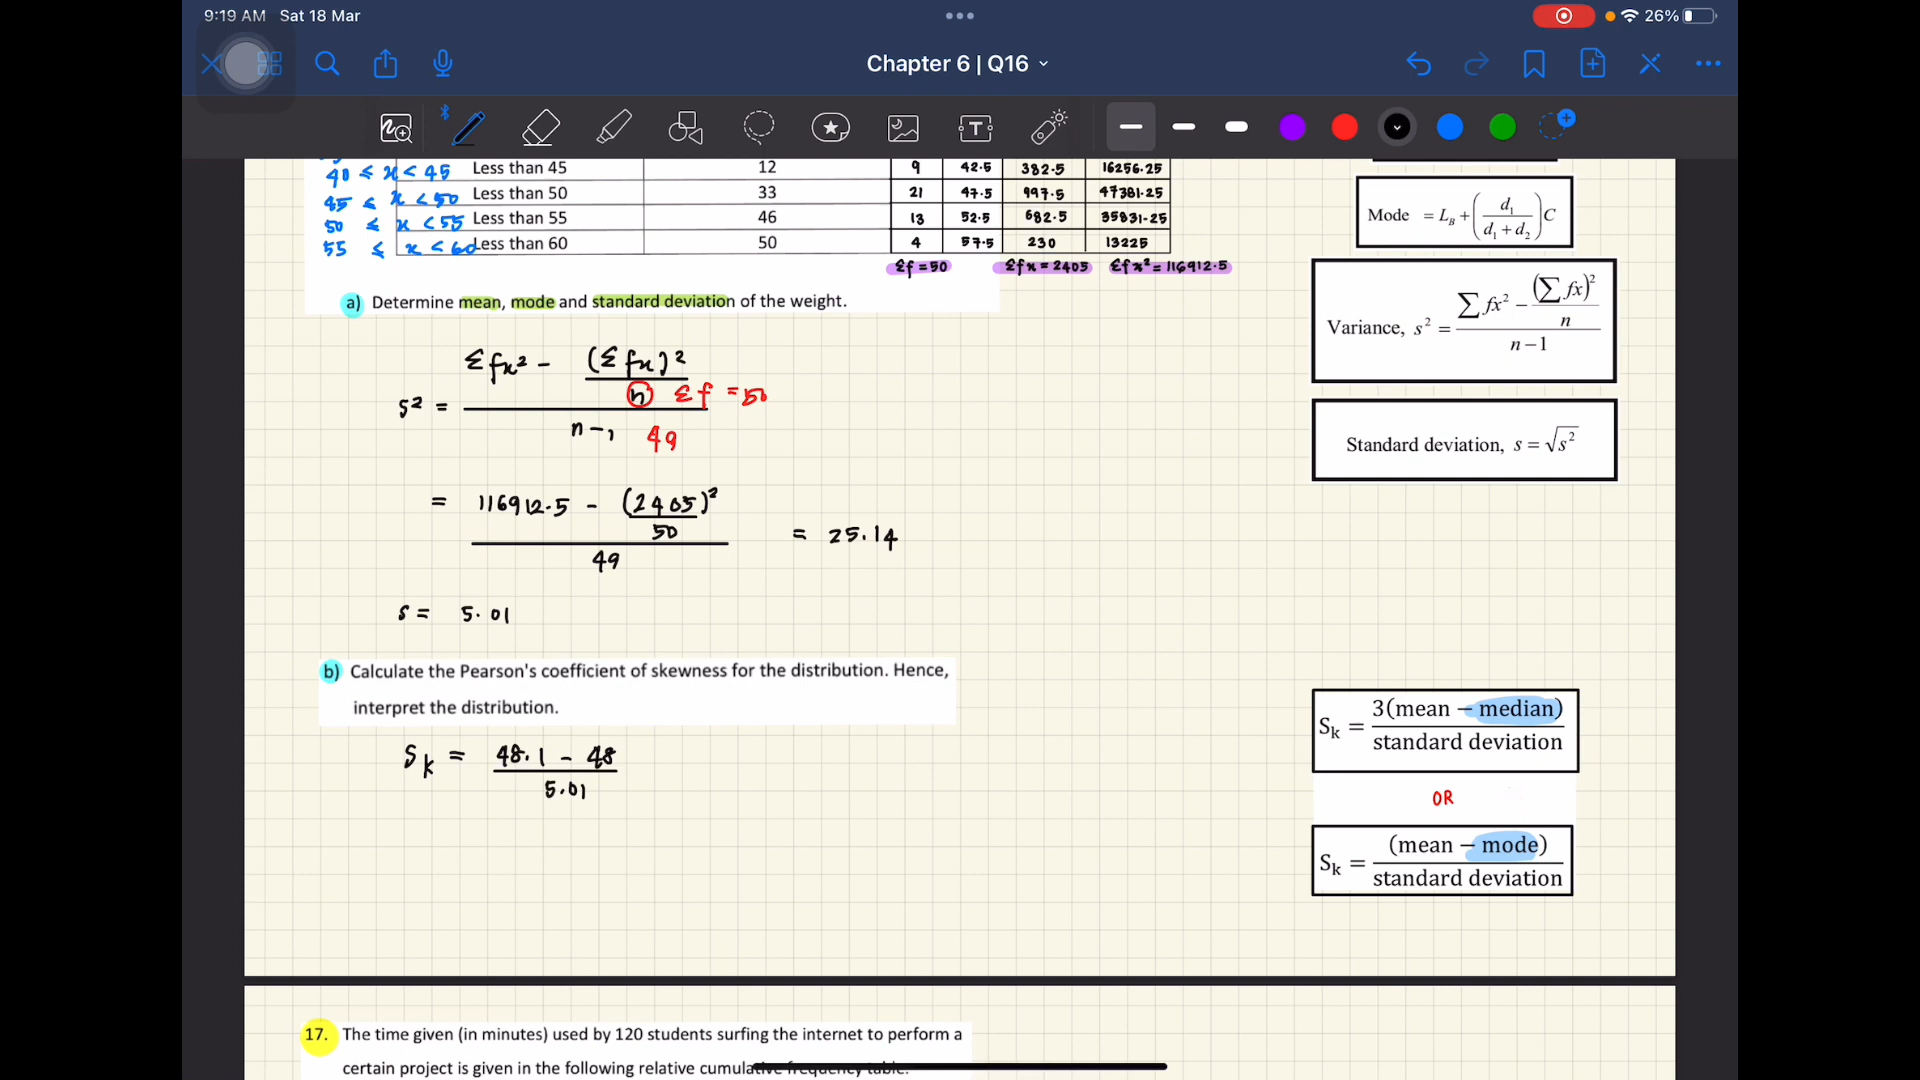 9:19 AM Sat 18 Mar
26%
Chapter 6 | Q16
40 ≤ x < 45 Less than 45 12 9 42.5 382.5 16256.25
45 ≤ x < 50 Less than 50 33 21 47.5 997.5 47381.25
50 ≤ x < 55 Less than 55 46 13 52.5 682.5 35831-25
55 ≤ x < 60 Less than 60 50 4 57.5 230 13225
Σf = 50 Σfx = 2405 Σfx² = 116912.5
a) Determine mean, mode and standard deviation of the weight.
s² = (Σfx² - (Σfx)² / n) / (n - 1)
Σf = 50
49
= (116912.5 - (2405)² / 50) / 49 = 25.14
s = 5.01
b) Calculate the Pearson's coefficient of skewness for the distribution. Hence,
interpret the distribution.
Sk = (48.1 - 48) / 5.01
Mode = L_B + (d₁ / (d₁ + d₂)) C
Variance, s² = (∑fx² − (∑fx)² / n) / (n − 1)
Standard deviation, s = √s²
Sk = 3(mean − median) / standard deviation
OR
Sk = (mean − mode) / standard deviation
17. The time given (in minutes) used by 120 students surfing the internet to perform a
certain project is given in the following relative cumulative frequency table.